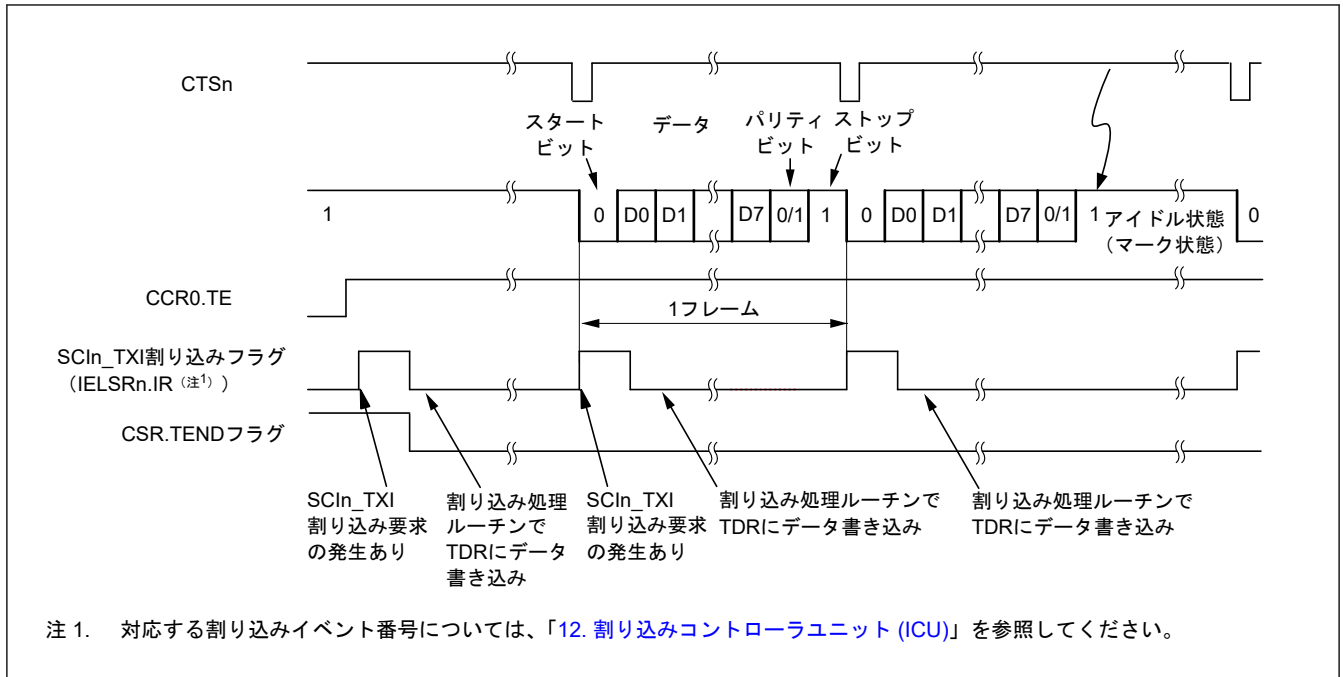 CTSn
スタート
ビット
データ
パリティ
ビット
ストップ
ビット
1
0
D0
D1
D7
0/1
1
0
D0
D1
D7
0/1
1
アイドル状態
（マーク状態）
0
CCR0.TE
1フレーム
SCIn_TXI割り込みフラグ
（IELSRn.IR（注1））
CSR.TENDフラグ
SCIn_TXI
割り込み要求
の発生あり
割り込み処理
ルーチンで
TDRにデータ
書き込み
SCIn_TXI
割り込み要求
の発生あり
割り込み処理ルーチンで
TDRにデータ書き込み
割り込み処理ルーチンで
TDRにデータ書き込み
注 1. 対応する割り込みイベント番号については、「12. 割り込みコントローラユニット (ICU)」を参照してください。